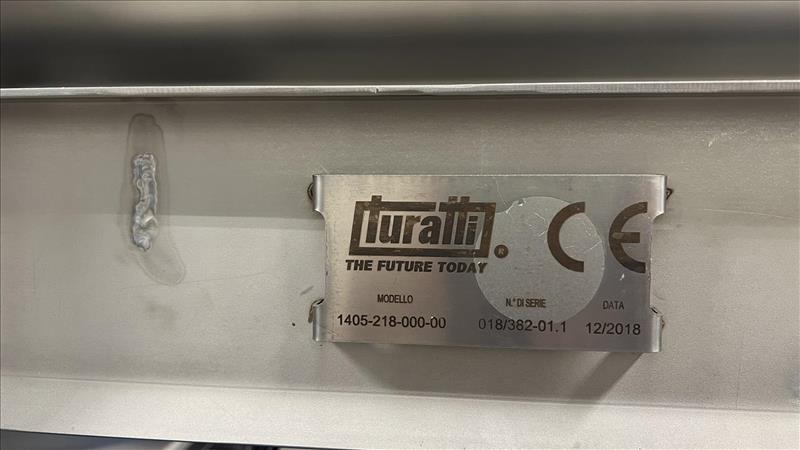 turatti®
CE
THE FUTURE TODAY
MODELLO N.° DI SERIE DATA
1405-218-000-00 018/382-01.1 12/2018